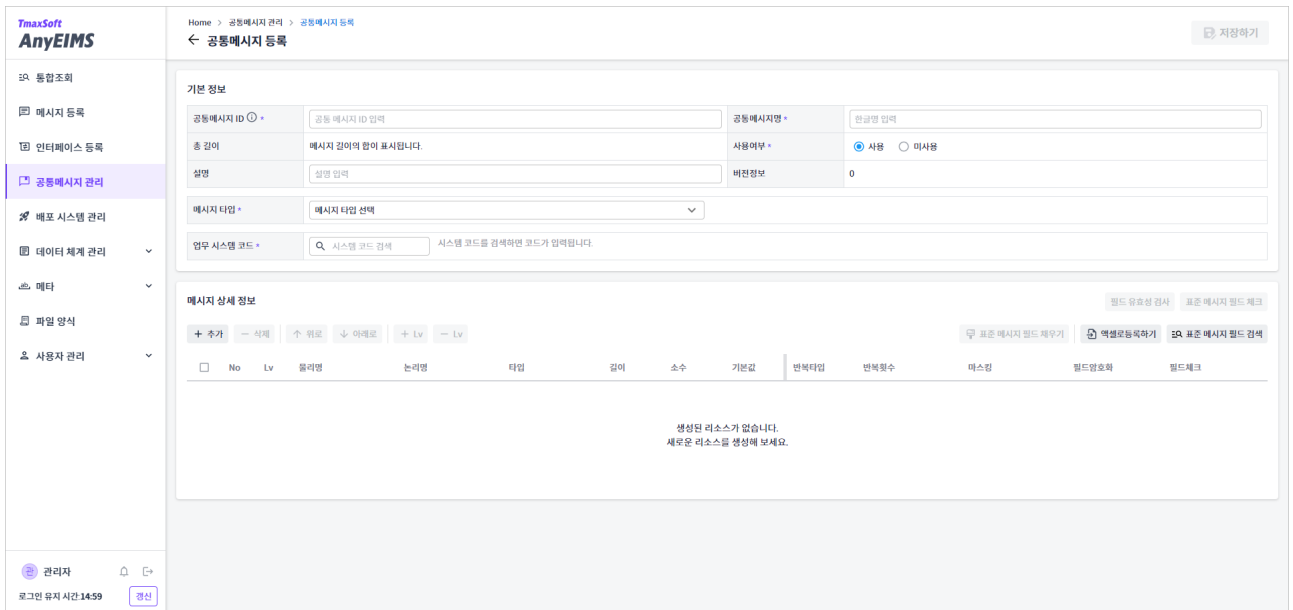 TmaxSoft
AnyEIMS
통합조회
메시지 등록
인터페이스 등록
공통메시지 관리
배포 시스템 관리
데이터 체계 관리
메타
파일 양식
사용자 관리
관 관리자
로그인 유지 시간:14:59 갱신
Home > 공통메시지 관리 > 공통메시지 등록
← 공통메시지 등록
저장하기
기본 정보
공통메시지 ID * 공통 메시지 ID 입력 공통메시지명 * 한글명 입력
총 길이 메시지 길이의 합이 표시됩니다. 사용여부 * 사용 미사용
설명 설명 입력 버전정보 0
메시지 타입 * 메시지 타입 선택
업무 시스템 코드 * 시스템 코드 검색 시스템 코드를 검색하면 코드가 입력됩니다.
메시지 상세 정보 필드 유효성 검사 표준 메시지 필드 체크
+ 추가 − 삭제 ↑ 위로 ↓ 아래로 + Lv − Lv 표준 메시지 필드 채우기 엑셀로등록하기 표준 메시지 필드 검색
No Lv 물리명 논리명 타입 길이 소수 기본값 반복타입 반복횟수 마스킹 필드암호화 필드체크
생성된 리소스가 없습니다.
새로운 리소스를 생성해 보세요.